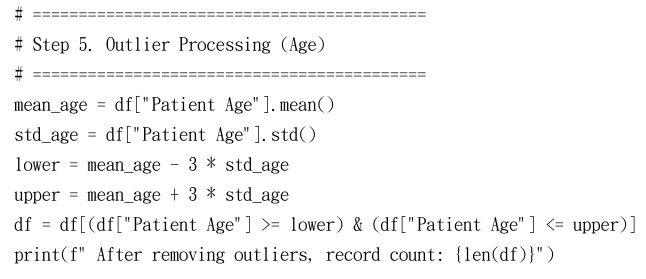 # ===========================================
# Step 5. Outlier Processing (Age)
# ===========================================
mean_age = df["Patient Age"].mean()
std_age = df["Patient Age"].std()
lower = mean_age - 3 * std_age
upper = mean_age + 3 * std_age
df = df[(df["Patient Age"] >= lower) & (df["Patient Age"] <= upper)]
print(f" After removing outliers, record count: {len(df)}")